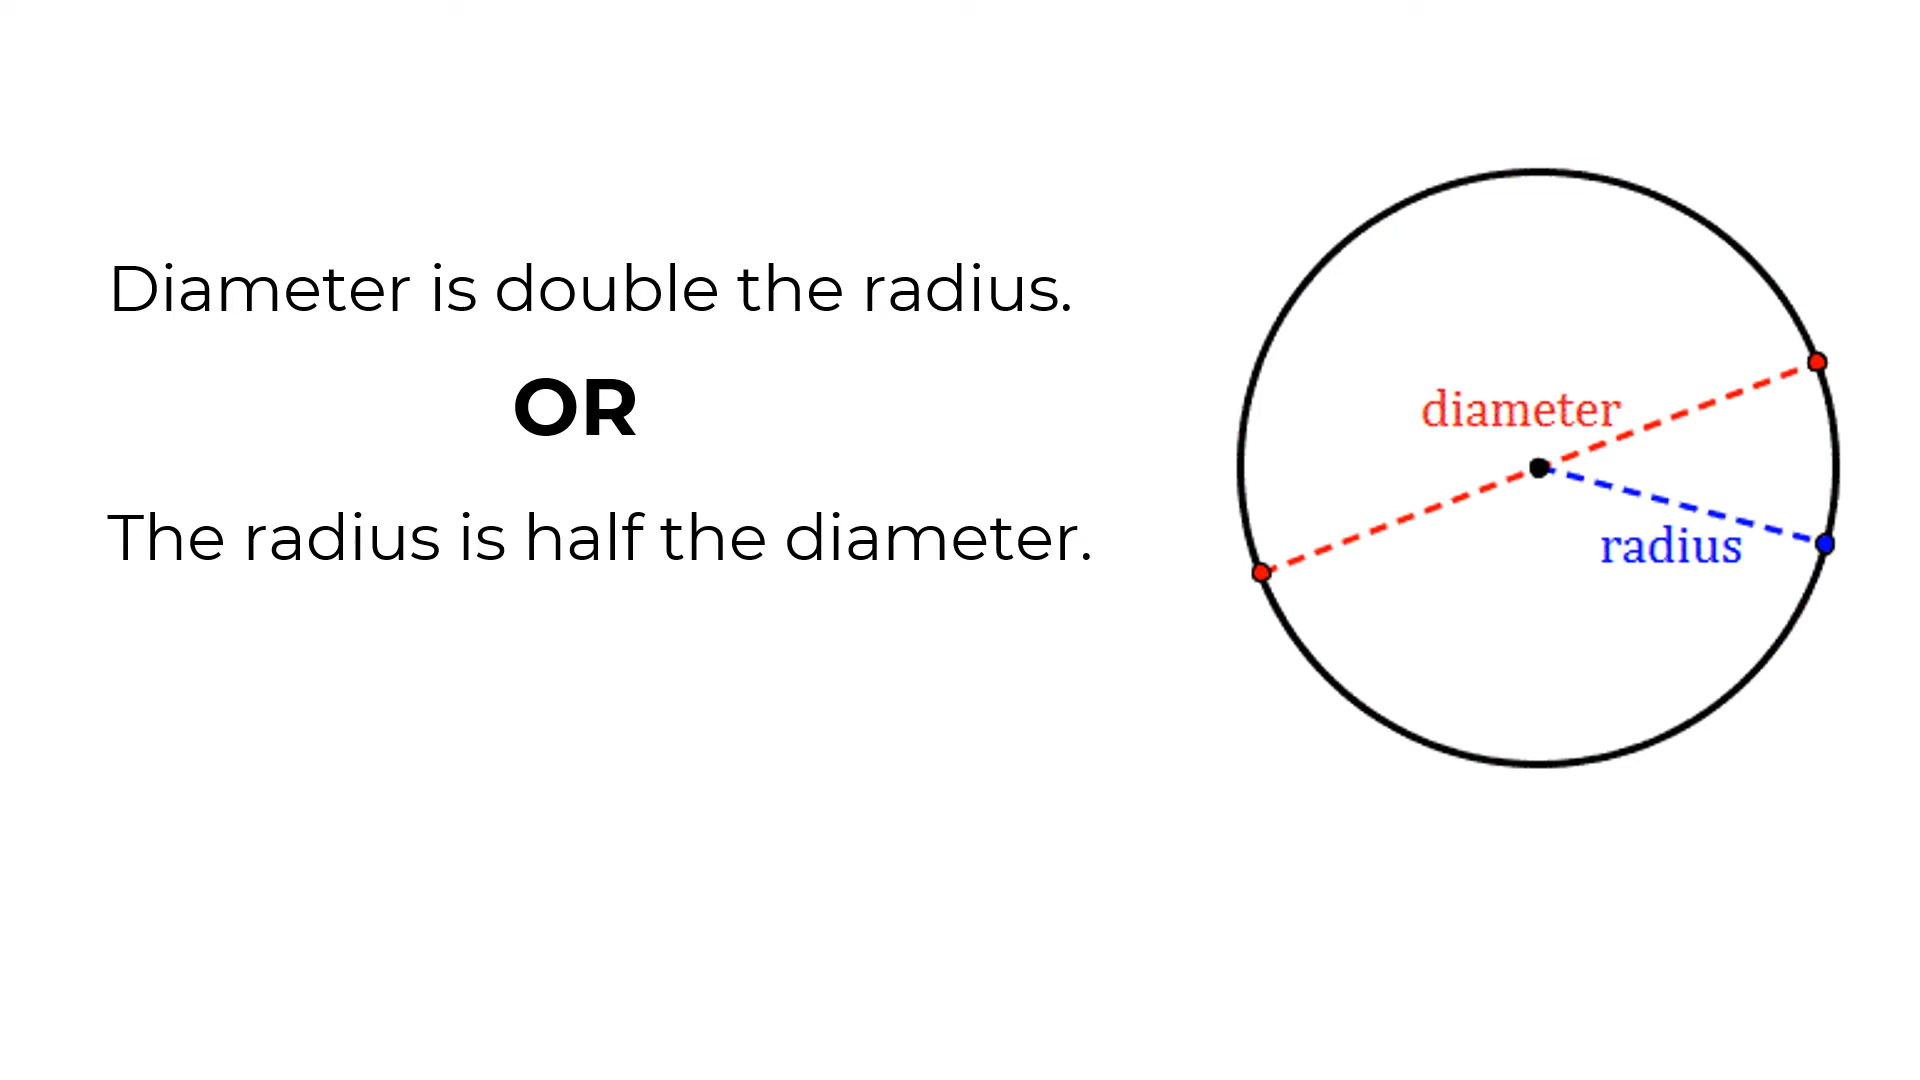 Diameter is double the radius.
OR
The radius is half the diameter.
diameter
radius